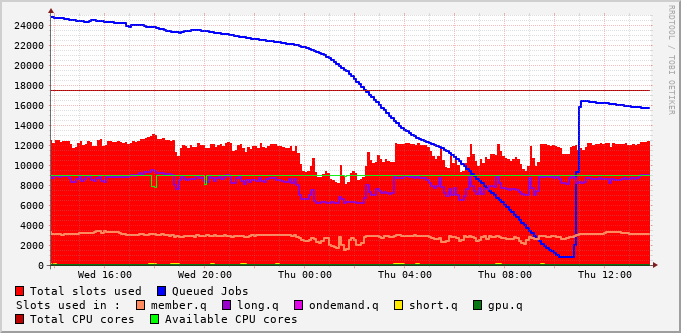 24000
22000
20000
18000
16000
14000
12000
10000
8000
6000
4000
2000
0
Wed 16:00 Wed 20:00 Thu 00:00 Thu 04:00 Thu 08:00 Thu 12:00
Total slots used Queued Jobs
Slots used in : member.q long.q ondemand.q short.q gpu.q
Total CPU cores Available CPU cores
RRDTOOL / TOBI OETIKER